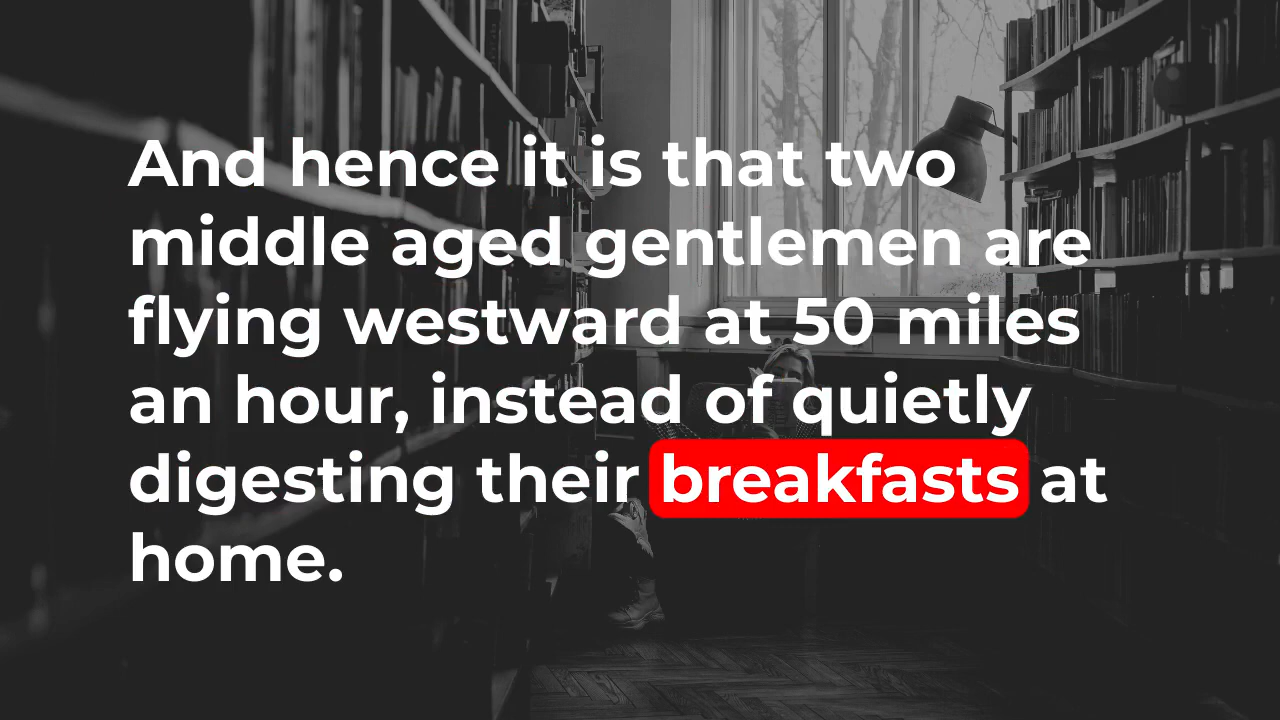 And hence it is that two
middle aged gentlemen are
flying westward at 50 miles
an hour, instead of quietly
digesting their breakfasts at
home.